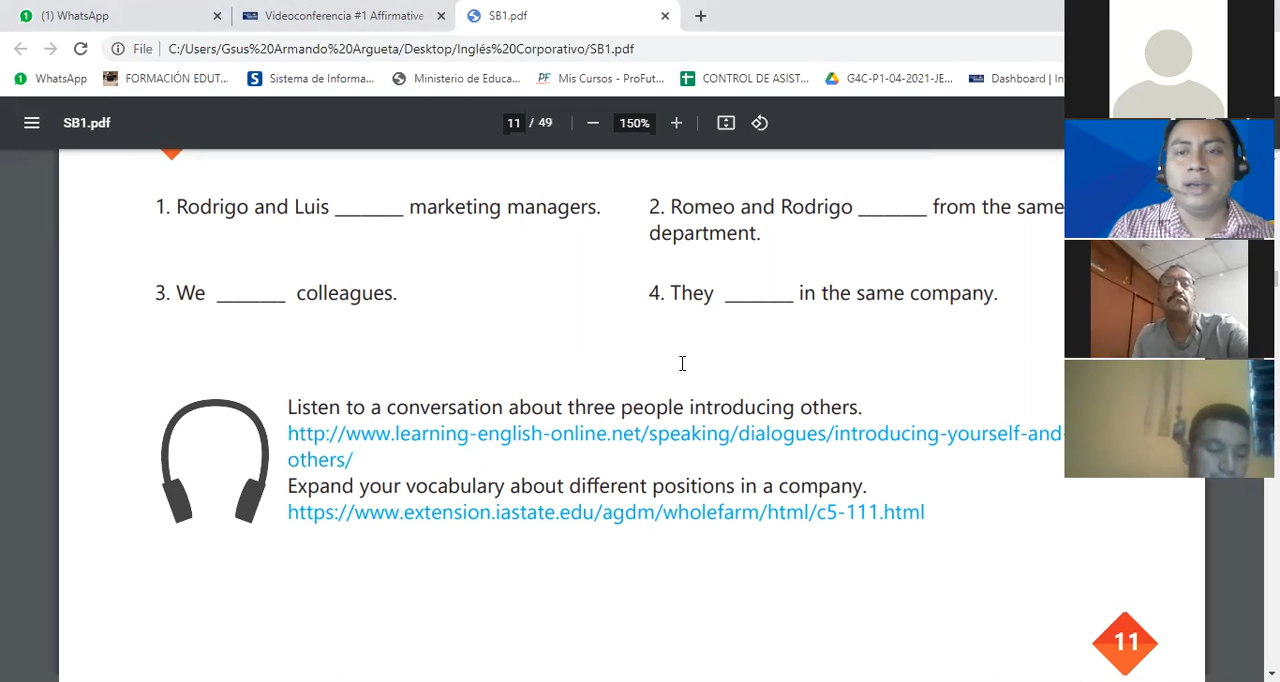 (1) WhatsApp
Videoconferencia #1 Affirmative
SB1.pdf
File
C:/Users/Gsus%20Armando%20Argueta/Desktop/Inglés%20Corporativo/SB1.pdf
WhatsApp
FORMACIÓN EDUT...
Sistema de Informa...
Ministerio de Educa...
PF Mis Cursos - ProFut...
CONTROL DE ASIST...
G4C-P1-04-2021-JE...
Dashboard | In
SB1.pdf
11 / 49
150%
1. Rodrigo and Luis _______ marketing managers.
2. Romeo and Rodrigo _______ from the same
department.
3. We _______ colleagues.
4. They _______ in the same company.
Listen to a conversation about three people introducing others.
http://www.learning-english-online.net/speaking/dialogues/introducing-yourself-and-
others/
Expand your vocabulary about different positions in a company.
https://www.extension.iastate.edu/agdm/wholefarm/html/c5-111.html
11